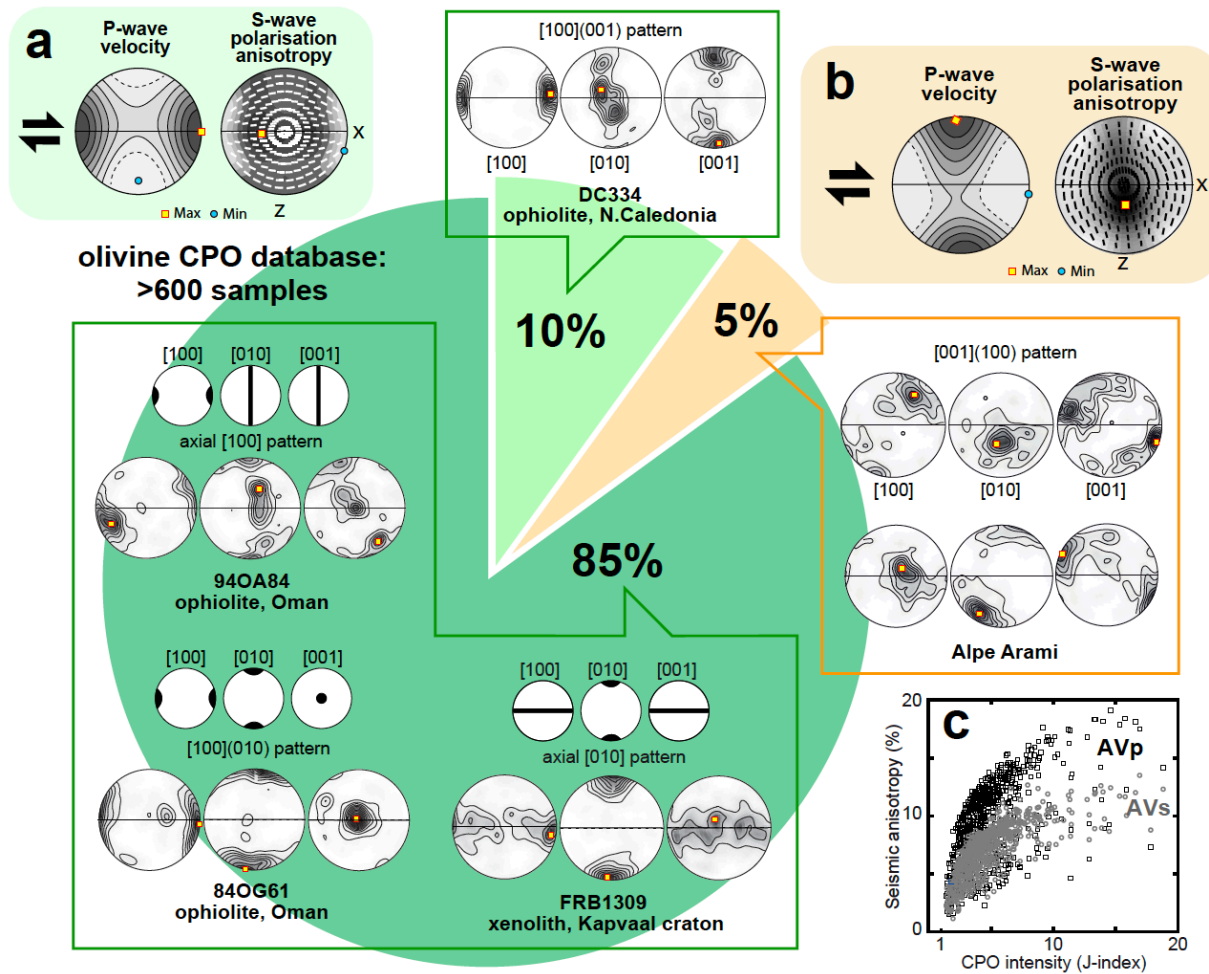 a
P-wave
velocity
S-wave
polarisation
anisotropy
X
Z
Max
Min
[100](001) pattern
[100]
[010]
[001]
DC334
ophiolite, N.Caledonia
b
P-wave
velocity
S-wave
polarisation
anisotropy
X
Z
Max
Min
olivine CPO database:
>600 samples
10%
5%
85%
[100] [010] [001]
axial [100] pattern
94OA84
ophiolite, Oman
[100] [010] [001]
[100](010) pattern
84OG61
ophiolite, Oman
[100] [010] [001]
axial [010] pattern
FRB1309
xenolith, Kapvaal craton
[001](100) pattern
[100] [010] [001]
Alpe Arami
c
Seismic anisotropy (%)
20
10
0
AVp
AVs
1 10 20
CPO intensity (J-index)